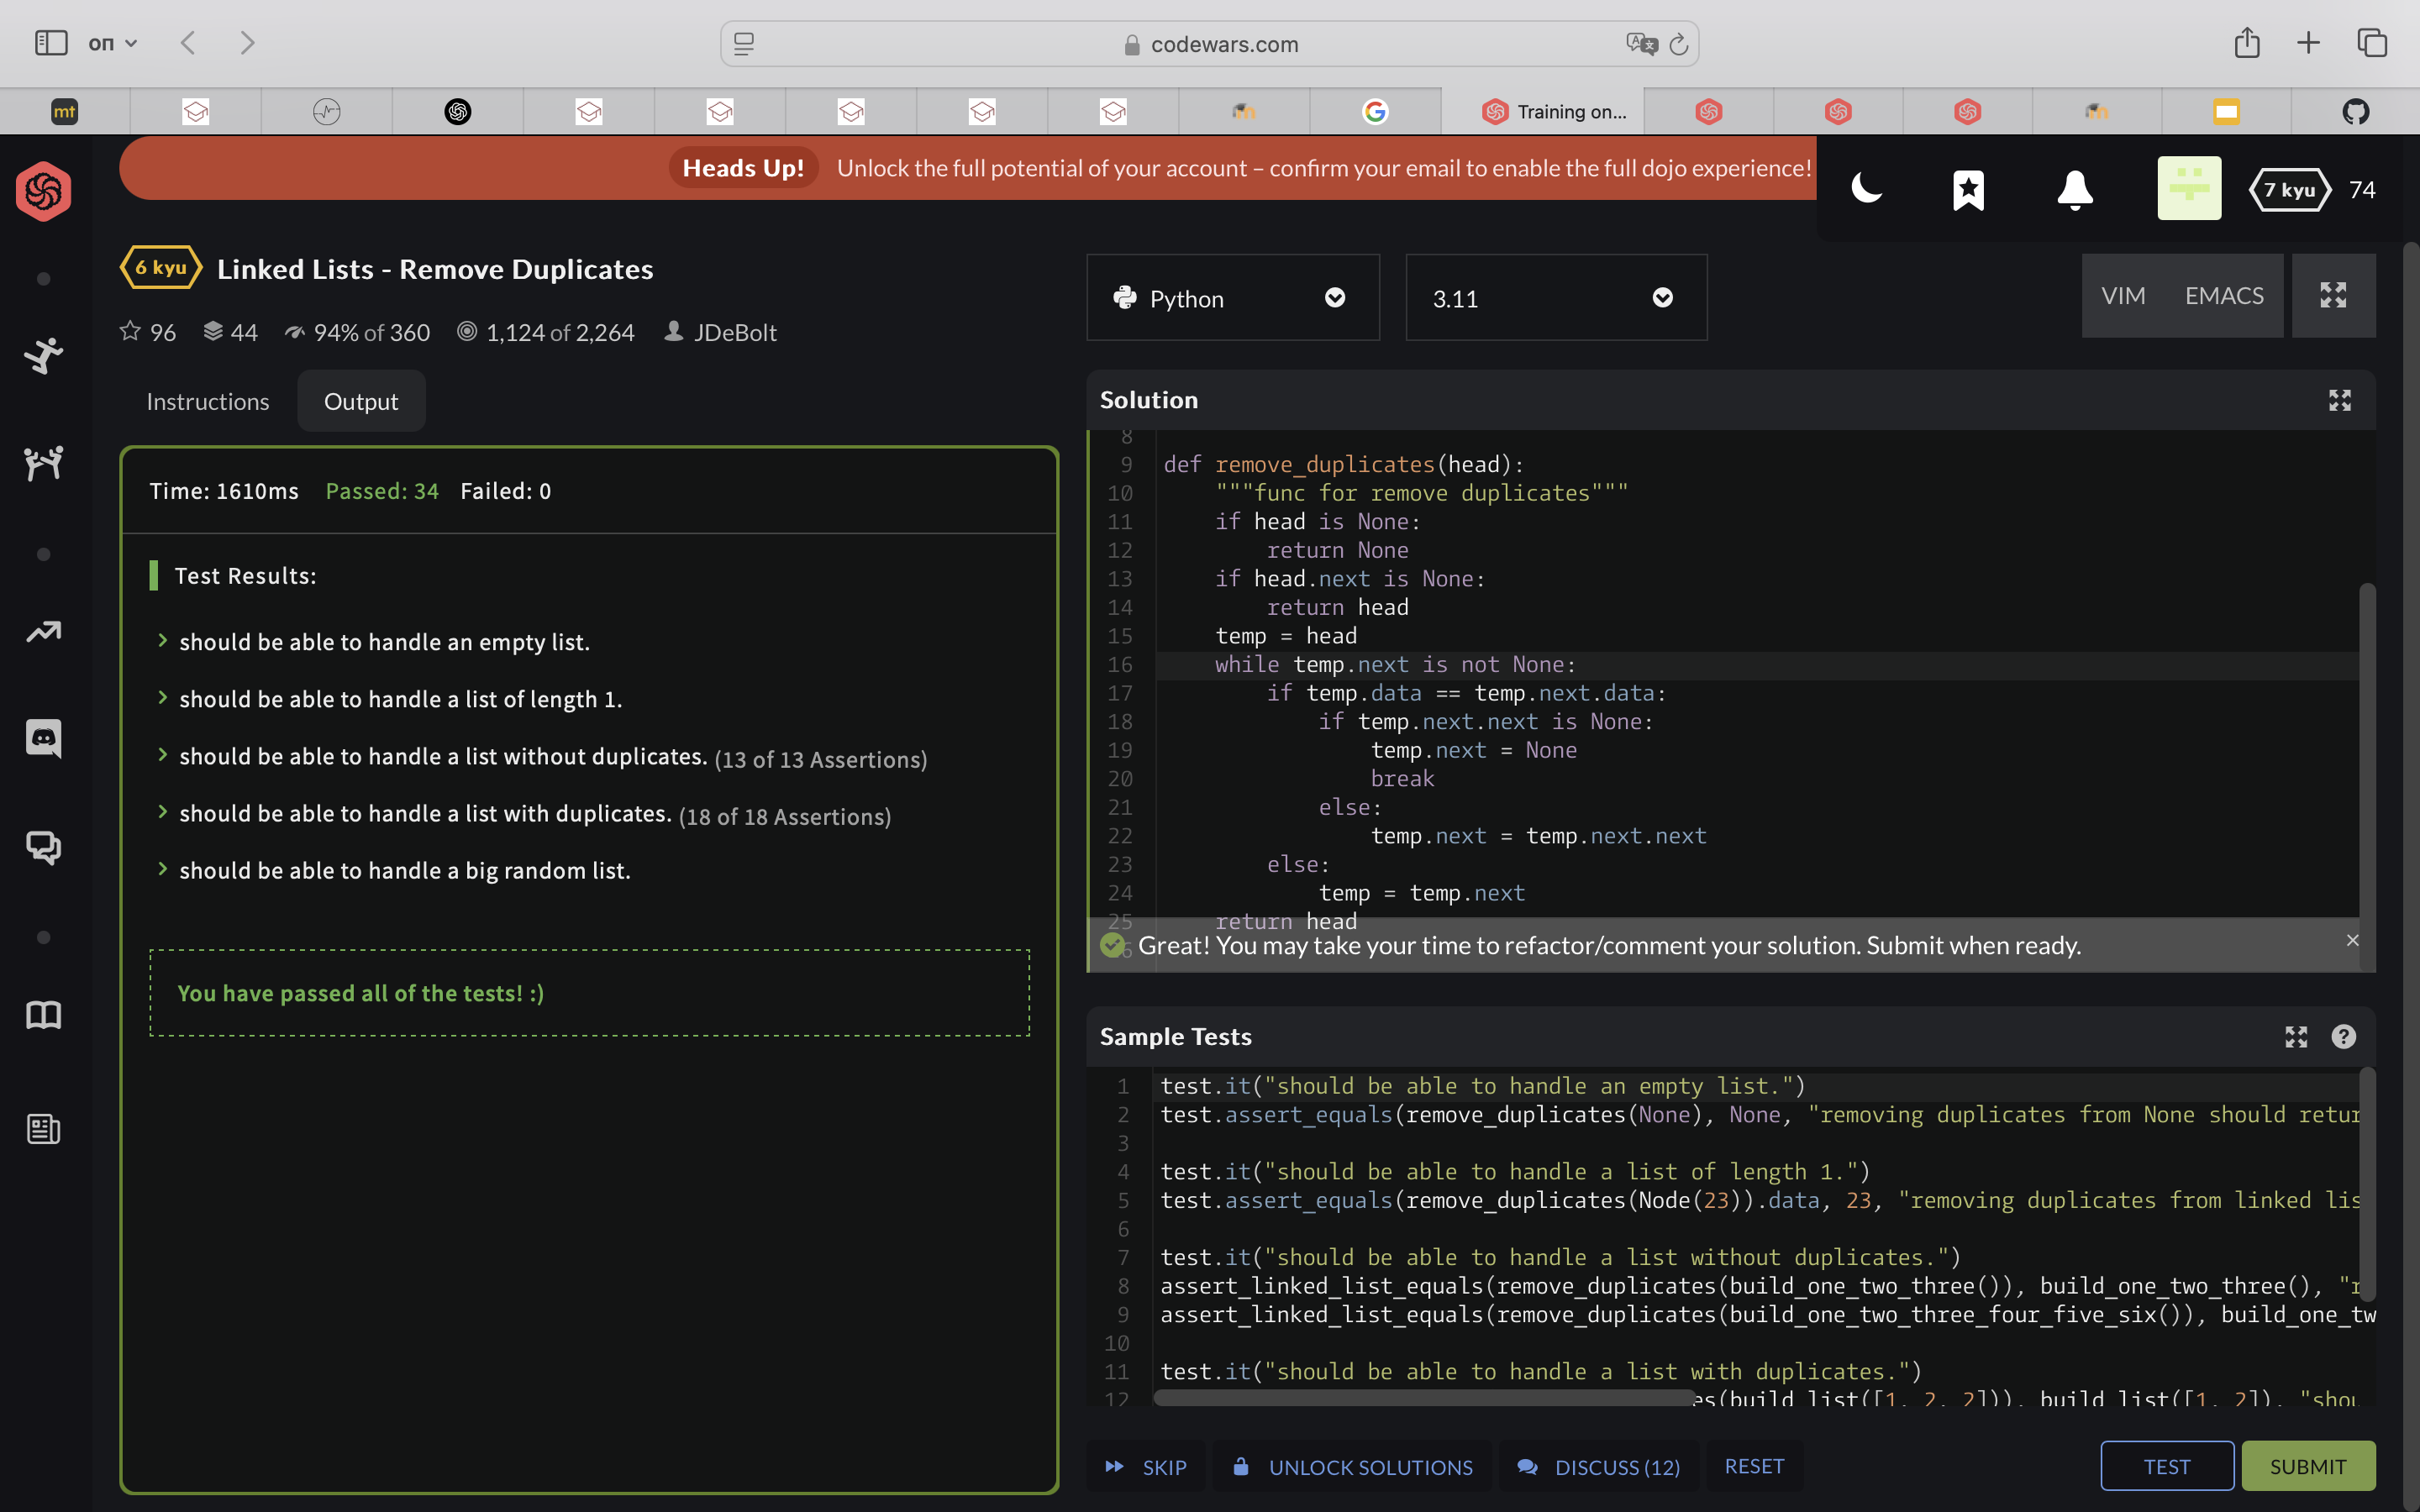 оп
codewars.com
mt
Training on...
Heads Up! Unlock the full potential of your account – confirm your email to enable the full dojo experience!
7 kyu 74
6 kyu Linked Lists - Remove Duplicates
96 44 94% of 360 1,124 of 2,264 JDeBolt
Python 3.11
VIM EMACS
Instructions Output
Time: 1610ms Passed: 34 Failed: 0
Test Results:
should be able to handle an empty list.
should be able to handle a list of length 1.
should be able to handle a list without duplicates. (13 of 13 Assertions)
should be able to handle a list with duplicates. (18 of 18 Assertions)
should be able to handle a big random list.
You have passed all of the tests! :)
Solution
8
9 def remove_duplicates(head):
10 """func for remove duplicates"""
11 if head is None:
12 return None
13 if head.next is None:
14 return head
15 temp = head
16 while temp.next is not None:
17 if temp.data == temp.next.data:
18 if temp.next.next is None:
19 temp.next = None
20 break
21 else:
22 temp.next = temp.next.next
23 else:
24 temp = temp.next
25 return head
Great! You may take your time to refactor/comment your solution. Submit when ready.
Sample Tests
1 test.it("should be able to handle an empty list.")
2 test.assert_equals(remove_duplicates(None), None, "removing duplicates from None should retur
3
4 test.it("should be able to handle a list of length 1.")
5 test.assert_equals(remove_duplicates(Node(23)).data, 23, "removing duplicates from linked lis
6
7 test.it("should be able to handle a list without duplicates.")
8 assert_linked_list_equals(remove_duplicates(build_one_two_three()), build_one_two_three(), "r
9 assert_linked_list_equals(remove_duplicates(build_one_two_three_four_five_six()), build_one_tw
10
11 test.it("should be able to handle a list with duplicates.")
12 es(build_list([1, 2, 2])), build_list([1, 2]), "shou
SKIP UNLOCK SOLUTIONS DISCUSS (12) RESET
TEST SUBMIT